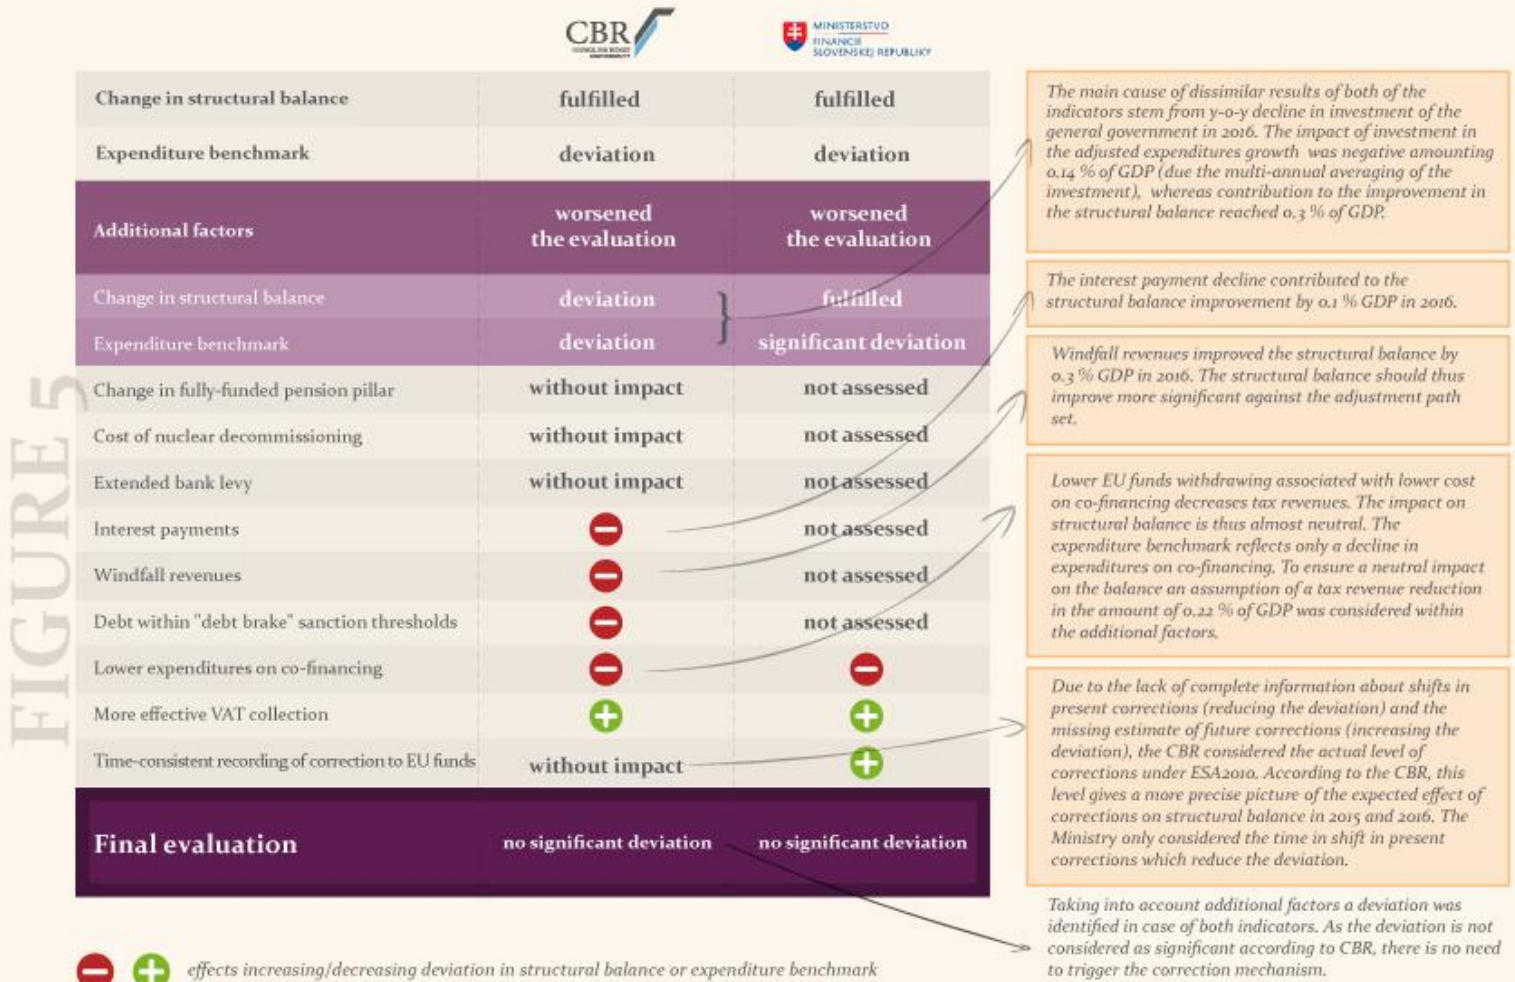 CBR
MINISTERSTVO
FINANCIÍ
SLOVENSKEJ REPUBLIKY
Change in structural balance fulfilled fulfilled
Expenditure benchmark deviation deviation
Additional factors worsened the evaluation worsened the evaluation
Change in structural balance deviation fulfilled
Expenditure benchmark deviation significant deviation
Change in fully-funded pension pillar without impact not assessed
Cost of nuclear decommissioning without impact not assessed
Extended bank levy without impact not assessed
Interest payments not assessed
Windfall revenues not assessed
Debt within "debt brake" sanction thresholds not assessed
Lower expenditures on co-financing
More effective VAT collection
Time-consistent recording of correction to EU funds without impact
Final evaluation no significant deviation no significant deviation
effects increasing/decreasing deviation in structural balance or expenditure benchmark
FIGURE 5
The main cause of dissimilar results of both of the
indicators stem from y-o-y decline in investment of the
general government in 2016. The impact of investment in
the adjusted expenditures growth was negative amounting
0.14 % of GDP (due the multi-annual averaging of the
investment), whereas contribution to the improvement in
the structural balance reached 0.3 % of GDP.
The interest payment decline contributed to the
structural balance improvement by 0.1 % GDP in 2016.
Windfall revenues improved the structural balance by
0.3 % GDP in 2016. The structural balance should thus
improve more significant against the adjustment path
set.
Lower EU funds withdrawing associated with lower cost
on co-financing decreases tax revenues. The impact on
structural balance is thus almost neutral. The
expenditure benchmark reflects only a decline in
expenditures on co-financing. To ensure a neutral impact
on the balance an assumption of a tax revenue reduction
in the amount of 0,22 % of GDP was considered within
the additional factors.
Due to the lack of complete information about shifts in
present corrections (reducing the deviation) and the
missing estimate of future corrections (increasing the
deviation), the CBR considered the actual level of
corrections under ESA2010. According to the CBR, this
level gives a more precise picture of the expected effect of
corrections on structural balance in 2015 and 2016. The
Ministry only considered the time in shift in present
corrections which reduce the deviation.
Taking into account additional factors a deviation was
identified in case of both indicators. As the deviation is not
considered as significant according to CBR, there is no need
to trigger the correction mechanism.